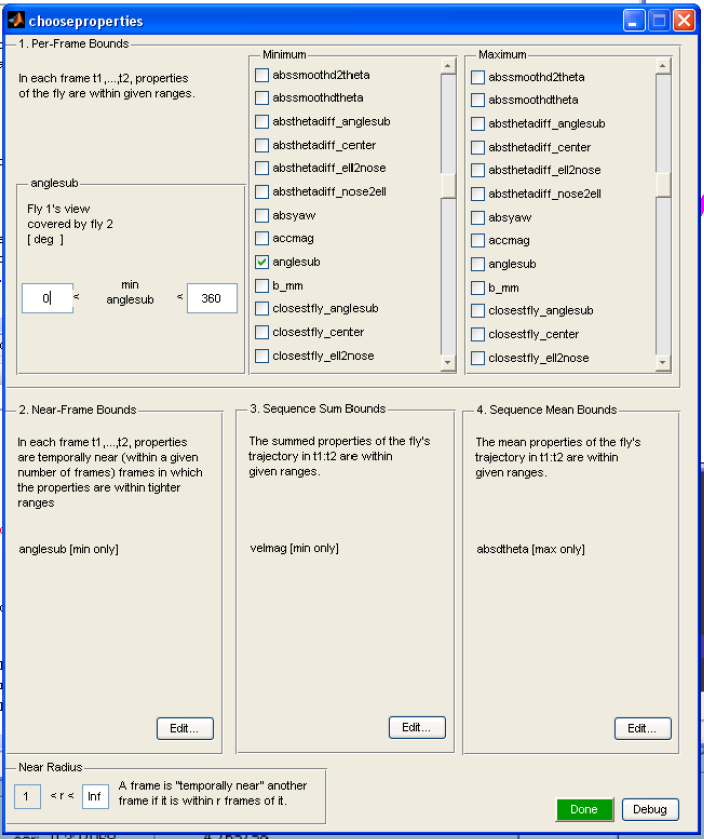 chooseproperties
1. Per-Frame Bounds
In each frame t1,...,t2, properties
of the fly are within given ranges.
anglesub
Fly 1's view
covered by fly 2
[ deg ]
0 < min anglesub < 360
Minimum
abssmoothd2theta
abssmoothdtheta
absthetadiff_anglesub
absthetadiff_center
absthetadiff_ell2nose
absthetadiff_nose2ell
absyaw
accmag
anglesub
b_mm
closestfly_anglesub
closestfly_center
closestfly_ell2nose
Maximum
abssmoothd2theta
abssmoothdtheta
absthetadiff_anglesub
absthetadiff_center
absthetadiff_ell2nose
absthetadiff_nose2ell
absyaw
accmag
anglesub
b_mm
closestfly_anglesub
closestfly_center
closestfly_ell2nose
2. Near-Frame Bounds
In each frame t1,...,t2, properties
are temporally near (within a given
number of frames) frames in which
the properties are within tighter
ranges
anglesub [min only]
Edit...
3. Sequence Sum Bounds
The summed properties of the fly's
trajectory in t1:t2 are within
given ranges.
velmag [min only]
Edit...
4. Sequence Mean Bounds
The mean properties of the fly's
trajectory in t1:t2 are within
given ranges.
absdtheta [max only]
Edit...
Near Radius
1 < r < Inf
A frame is "temporally near" another
frame if it is within r frames of it.
Done
Debug